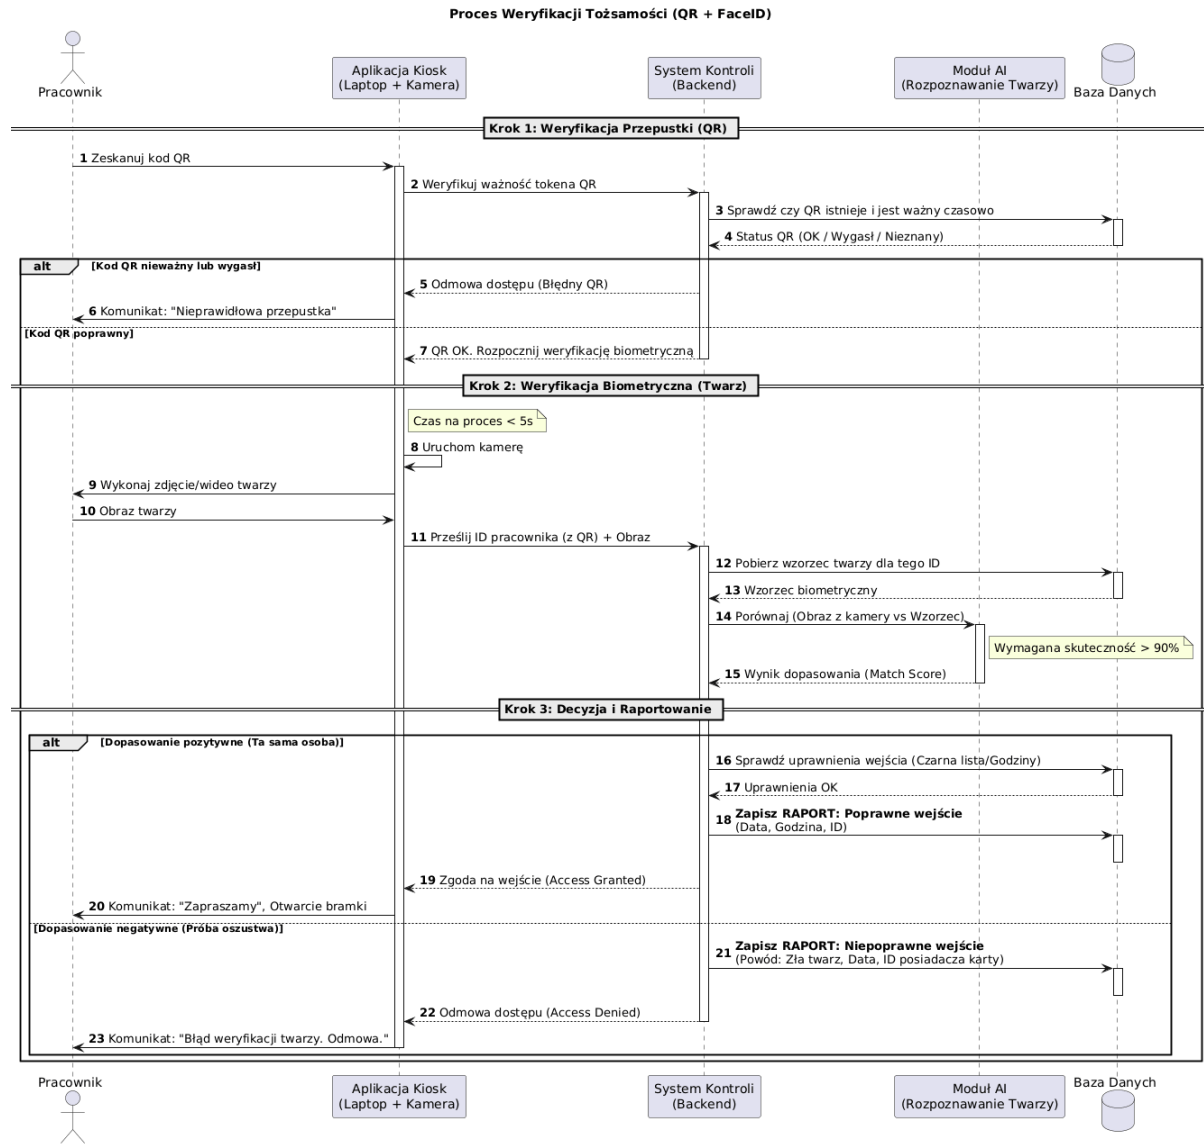 Proces Weryfikacji Tożsamości (QR + FaceID)
Pracownik
Aplikacja Kiosk
(Laptop + Kamera)
System Kontroli
(Backend)
Moduł AI
(Rozpoznawanie Twarzy)
Baza Danych
Krok 1: Weryfikacja Przepustki (QR)
1 Zeskanuj kod QR
2 Weryfikuj ważność tokena QR
3 Sprawdź czy QR istnieje i jest ważny czasowo
4 Status QR (OK / Wygasł / Nieznany)
alt [Kod QR nieważny lub wygasł]
5 Odmowa dostępu (Błędny QR)
6 Komunikat: "Nieprawidłowa przepustka"
[Kod QR poprawny]
7 QR OK. Rozpocznij weryfikację biometryczną
Krok 2: Weryfikacja Biometryczna (Twarz)
Czas na proces < 5s
8 Uruchom kamerę
9 Wykonaj zdjęcie/wideo twarzy
10 Obraz twarzy
11 Prześlij ID pracownika (z QR) + Obraz
12 Pobierz wzorzec twarzy dla tego ID
13 Wzorzec biometryczny
14 Porównaj (Obraz z kamery vs Wzorzec)
Wymagana skuteczność > 90%
15 Wynik dopasowania (Match Score)
Krok 3: Decyzja i Raportowanie
alt [Dopasowanie pozytywne (Ta sama osoba)]
16 Sprawdź uprawnienia wejścia (Czarna lista/Godziny)
17 Uprawnienia OK
18 Zapisz RAPORT: Poprawne wejście
(Data, Godzina, ID)
19 Zgoda na wejście (Access Granted)
20 Komunikat: "Zapraszamy", Otwarcie bramki
[Dopasowanie negatywne (Próba oszustwa)]
21 Zapisz RAPORT: Niepoprawne wejście
(Powód: Zła twarz, Data, ID posiadacza karty)
22 Odmowa dostępu (Access Denied)
23 Komunikat: "Błąd weryfikacji twarzy. Odmowa."
Pracownik
Aplikacja Kiosk
(Laptop + Kamera)
System Kontroli
(Backend)
Moduł AI
(Rozpoznawanie Twarzy)
Baza Danych